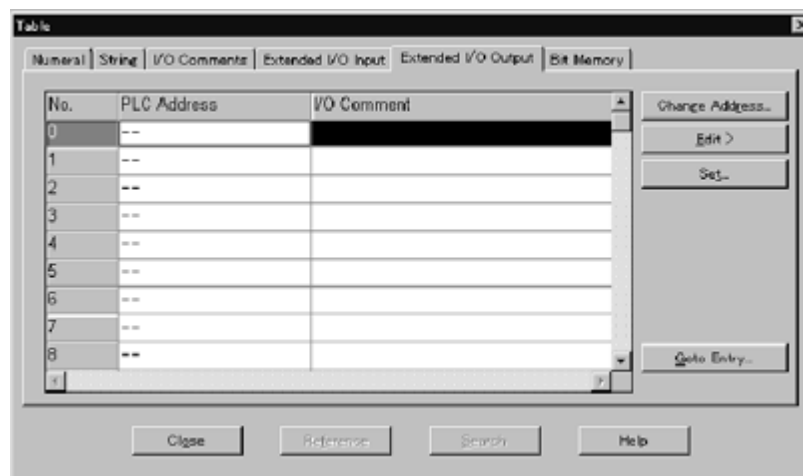 Table
Numeral String I/O Comments Extended I/O Input Extended I/O Output Bit Memory
No. PLC Address I/O Comment
0 --
1 --
2 --
3 --
4 --
5 --
6 --
7 --
8 --
Change Address...
Edit >
Set...
Goto Entry...
Close Reference Search Help